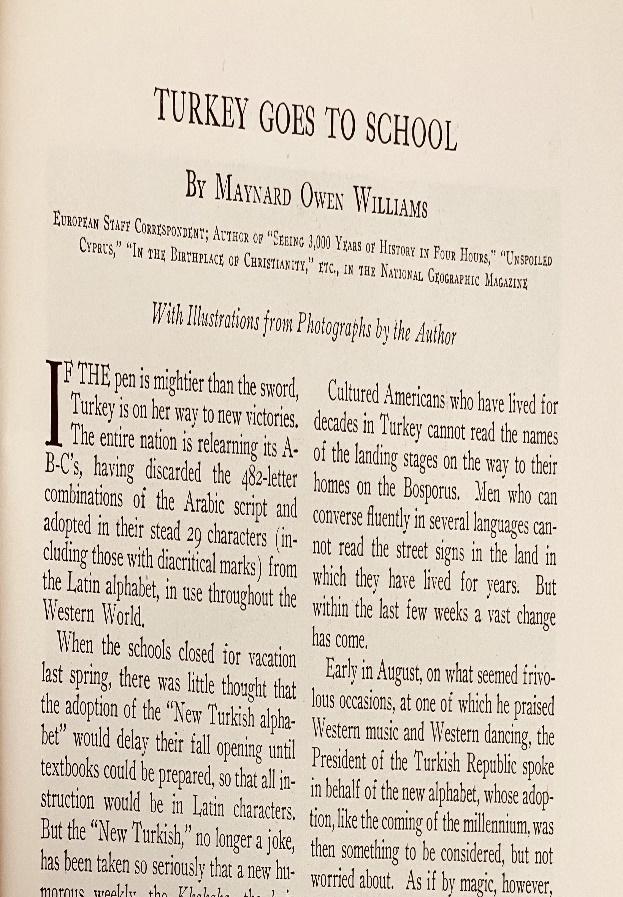 TURKEY GOES TO SCHOOL
By Maynard Owen Williams
European Staff Correspondent; Author of “Seeing 3,000 Years of History in Four Hours,” “Unspoiled
Cyprus,” “In the Birthplace of Christianity,” etc., in the National Geographic Magazine
With Illustrations from Photographs by the Author
IF THE pen is mightier than the sword,
Turkey is on her way to new victories.
The entire nation is relearning its A-
B-C’s, having discarded the 482-letter
combinations of the Arabic script and
adopted in their stead 29 characters (in-
cluding those with diacritical marks) from
the Latin alphabet, in use throughout the
Western World.
When the schools closed for vacation
last spring, there was little thought that
the adoption of the “New Turkish alpha-
bet” would delay their fall opening until
textbooks could be prepared, so that all in-
struction would be in Latin characters.
But the “New Turkish,” no longer a joke,
has been taken so seriously that a new hu-
morous weekly, the
Cultured Americans who have lived for
decades in Turkey cannot read the names
of the landing stages on the way to their
homes on the Bosporus. Men who can
converse fluently in several languages can-
not read the street signs in the land in
which they have lived for years. But
within the last few weeks a vast change
has come.
Early in August, on what seemed frivo-
lous occasions, at one of which he praised
Western music and Western dancing, the
President of the Turkish Republic spoke
in behalf of the new alphabet, whose adop-
tion, like the coming of the millennium, was
then something to be considered, but not
worried about. As if by magic, however,